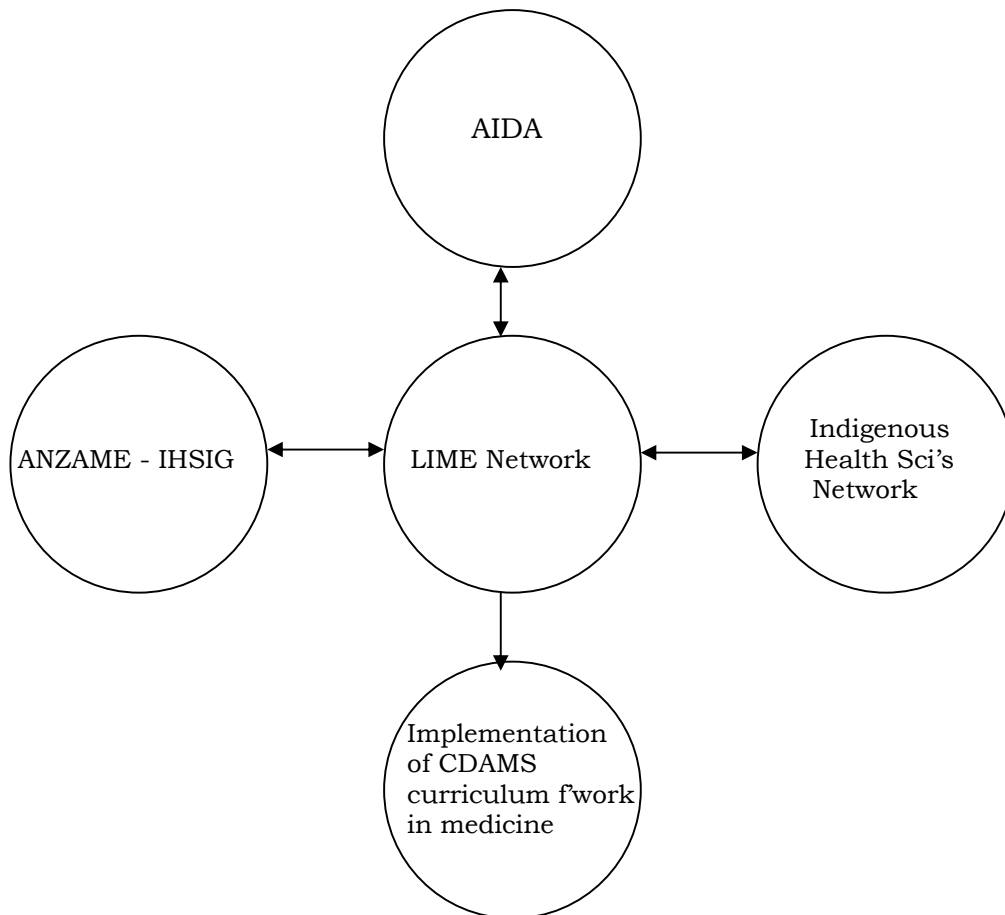 AIDA
ANZAME - IHSIG
LIME Network
Indigenous
Health Sci’s
Network
Implementation
of CDAMS
curriculum f’work
in medicine